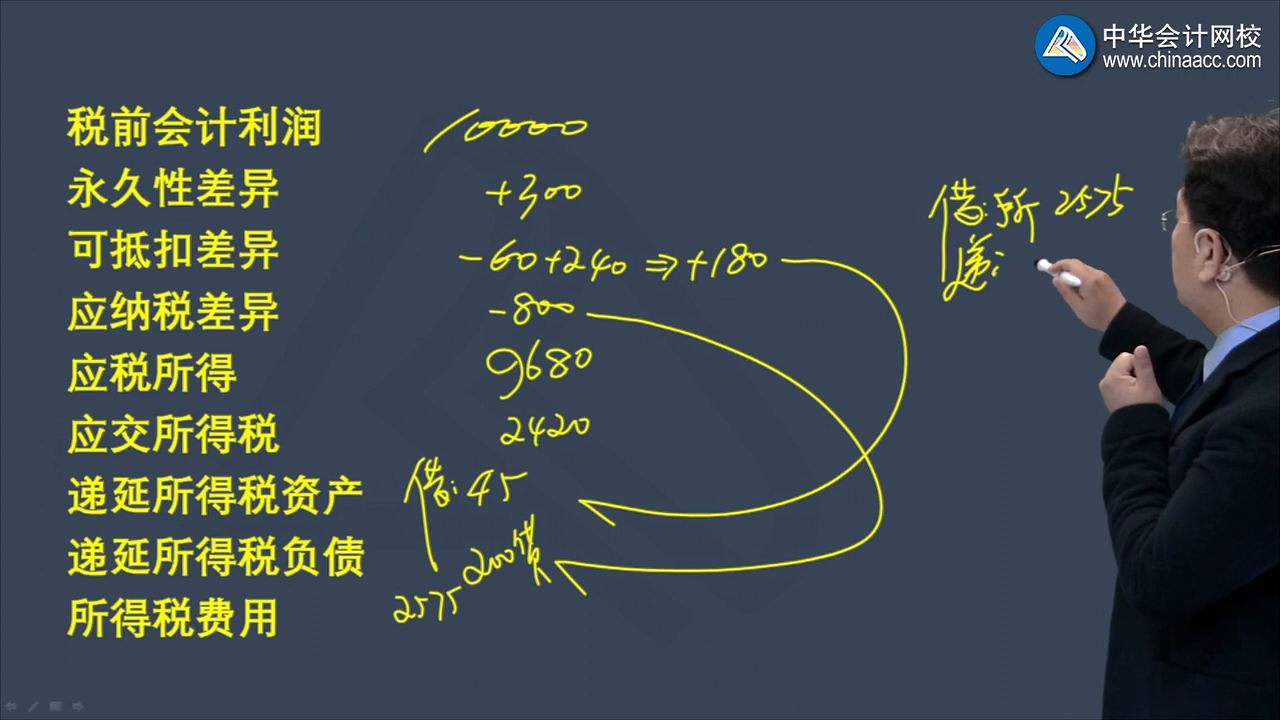 中华会计网校
www.chinaacc.com
税前会计利润 10000
永久性差异 +300
可抵扣差异 -60+240⇒+180
应纳税差异 -800
应税所得 9680
应交所得税 2420
递延所得税资产 借:45
递延所得税负债 200贷
所得税费用 2575
借:所 2575
递: